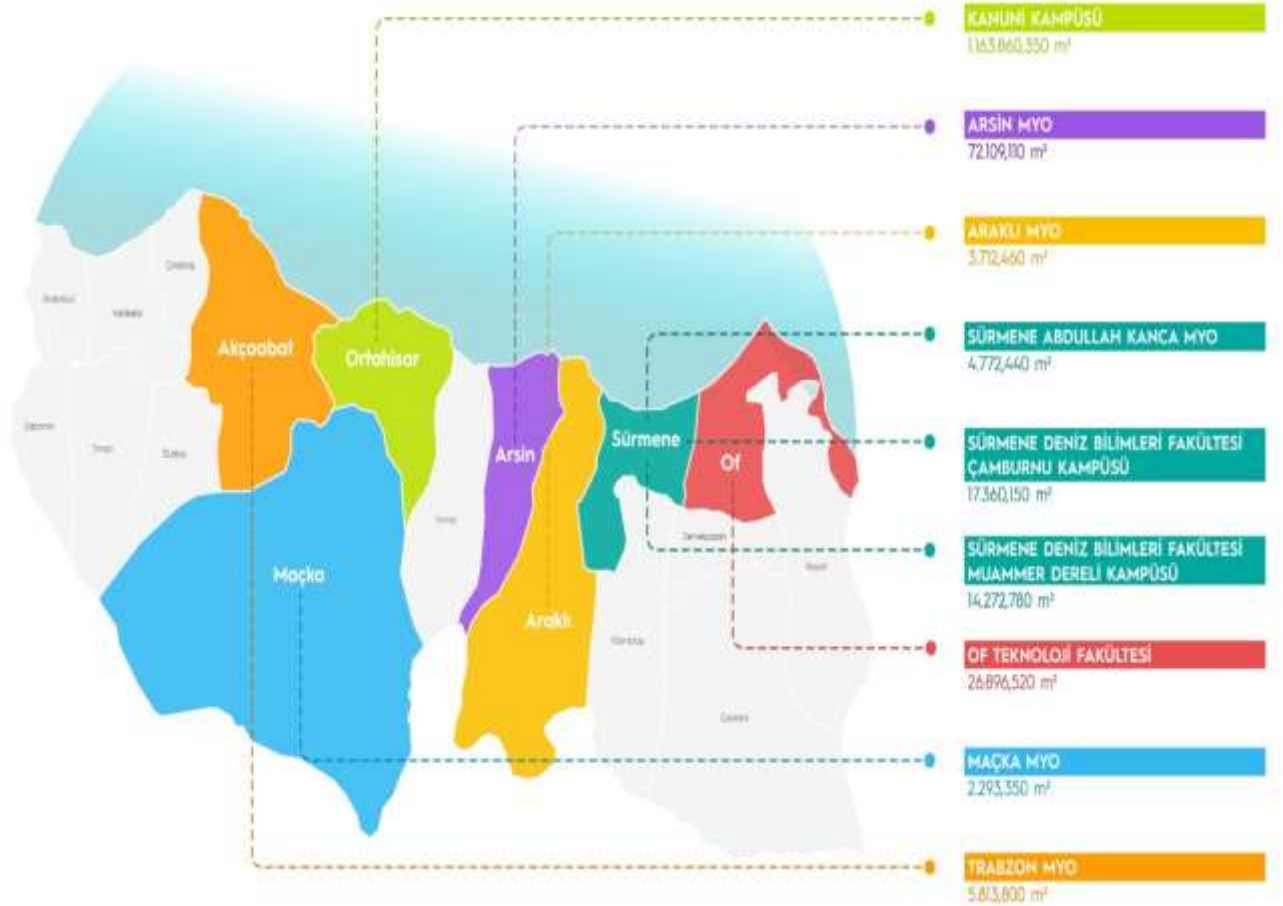 KANUNİ KAMPÜSÜ
1.163.860,350 m²
ARSİN MYO
72.109,110 m²
ARAKLI MYO
3.712,460 m²
SÜRMENE ABDULLAH KANCA MYO
4.772,440 m²
SÜRMENE DENİZ BİLİMLERİ FAKÜLTESİ
ÇAMBURNU KAMPÜSÜ
17.360,150 m²
SÜRMENE DENİZ BİLİMLERİ FAKÜLTESİ
MUAMMER DERELİ KAMPÜSÜ
14.272,780 m²
OF TEKNOLOJİ FAKÜLTESİ
26.896,520 m²
MAÇKA MYO
2.293,350 m²
TRABZON MYO
5.813,800 m²
Akçaabat
Ortahisar
Arsin
Sürmene
Of
Maçka
Araklı